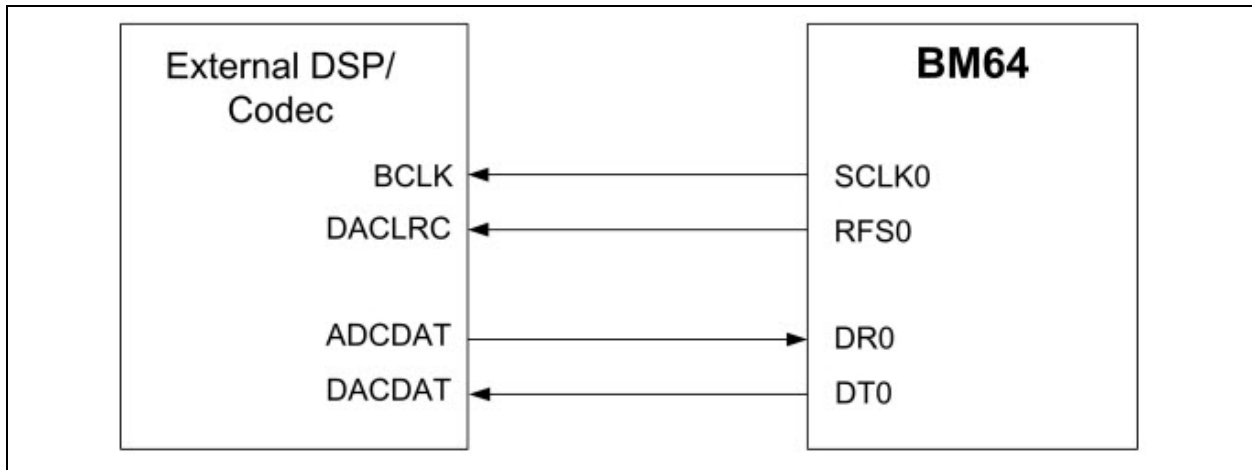 External DSP/
Codec
BCLK
DACLRC
ADCDAT
DACDAT
BM64
SCLK0
RFS0
DR0
DT0